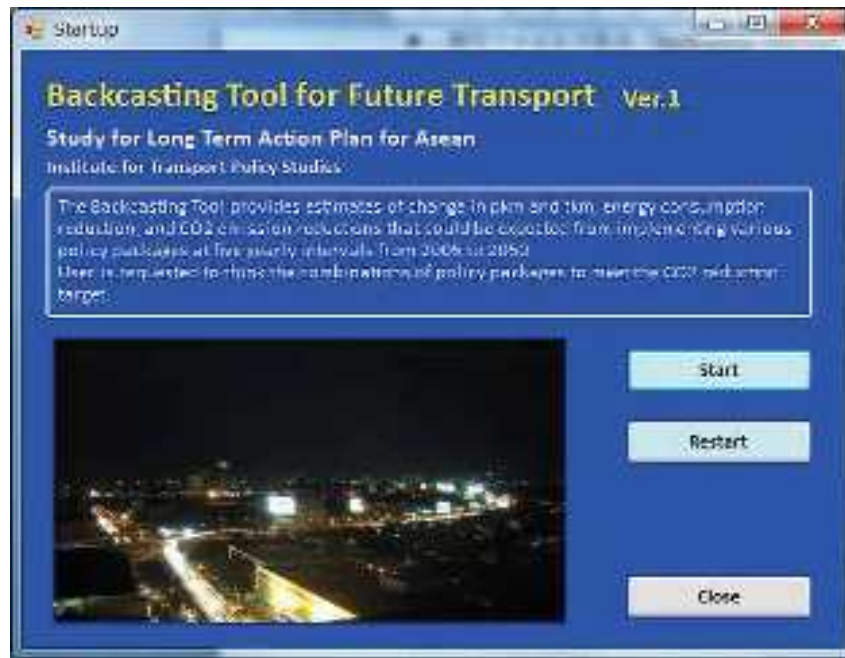 Startup
Backcasting Tool for Future Transport Ver.1
Study for Long Term Action Plan for Asean
Institute for Transport Policy Studies
The Backcasting Tool provides estimates of change in pkm and tkm, energy consumption
reduction, and CO2 emission reductions that could be expected from implementing various
policy packages at five yearly intervals from 2005 to 2050
User is requested to think the combinations of policy packages to meet the CO2 reduction
target
Start
Restart
Close